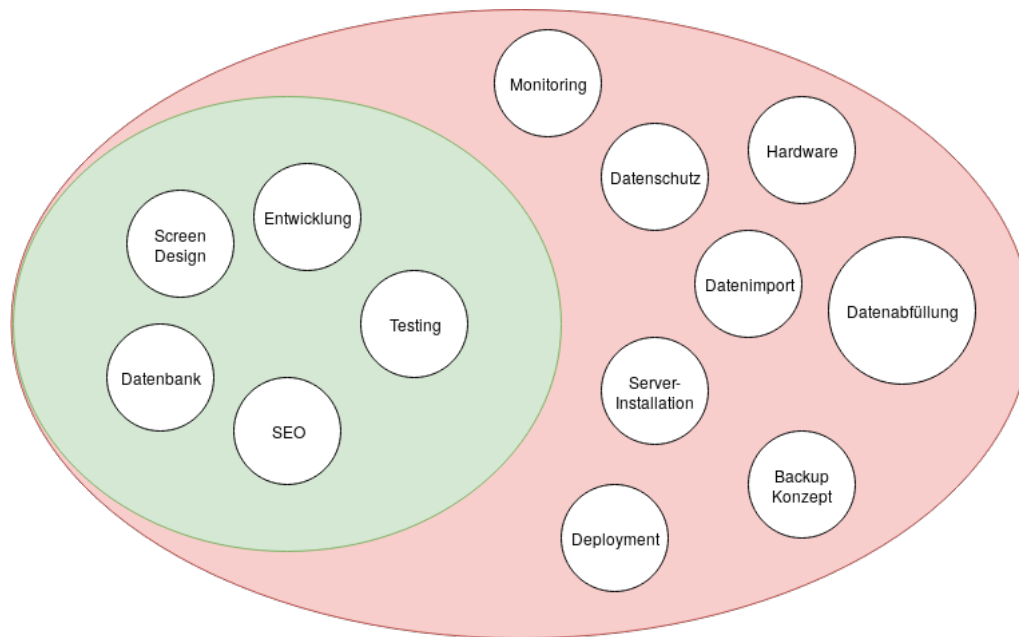 Monitoring
Hardware
Datenschutz
Entwicklung
Screen
Design
Datenimport
Datenabfüllung
Testing
Datenbank
Server-
Installation
SEO
Backup
Konzept
Deployment